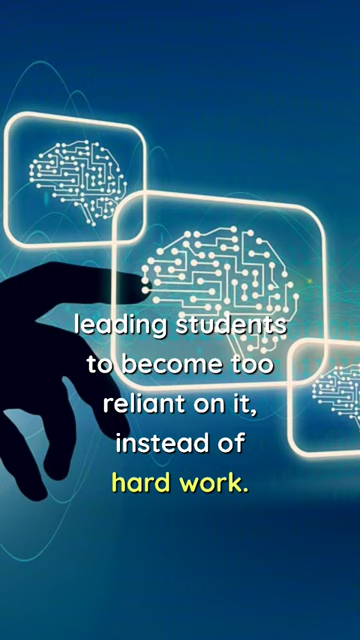 leading students
to become too
reliant on it,
instead of
hard work.